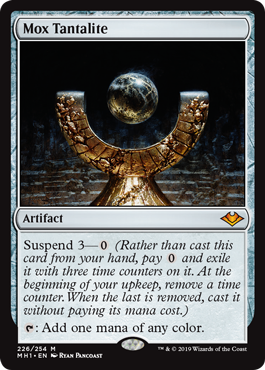 Mox Tantalite
Artifact
Suspend 3—0 (Rather than cast this
card from your hand, pay 0 and exile
it with three time counters on it. At the
beginning of your upkeep, remove a time
counter. When the last is removed, cast it
without paying its mana cost.)
: Add one mana of any color.
226/254 M
MH1 • EN Ryan Pancoast
™ & © 2019 Wizards of the Coast